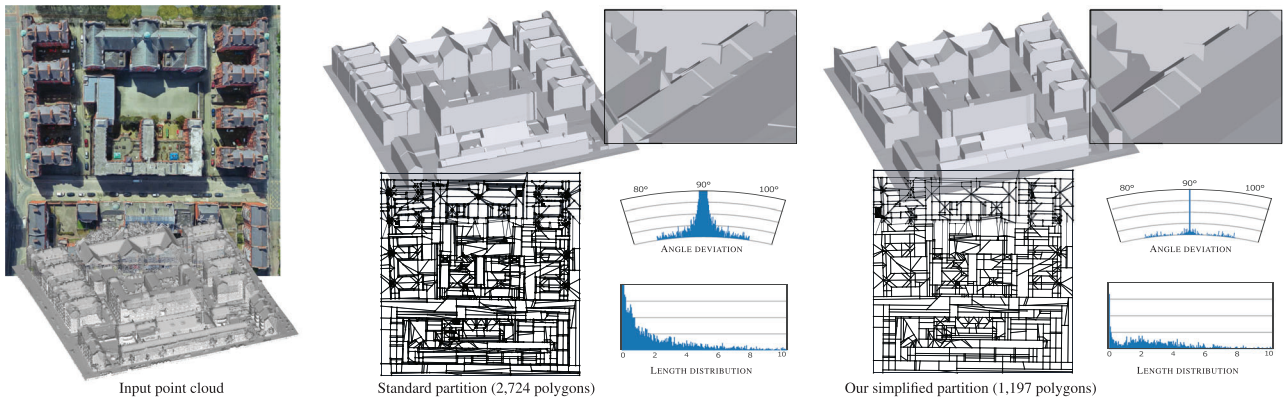 80° 90° 100°
ANGLE DEVIATION
0 2 4 6 8 10
LENGTH DISTRIBUTION
80° 90° 100°
ANGLE DEVIATION
0 2 4 6 8 10
LENGTH DISTRIBUTION
Input point cloud
Standard partition (2,724 polygons)
Our simplified partition (1,197 polygons)